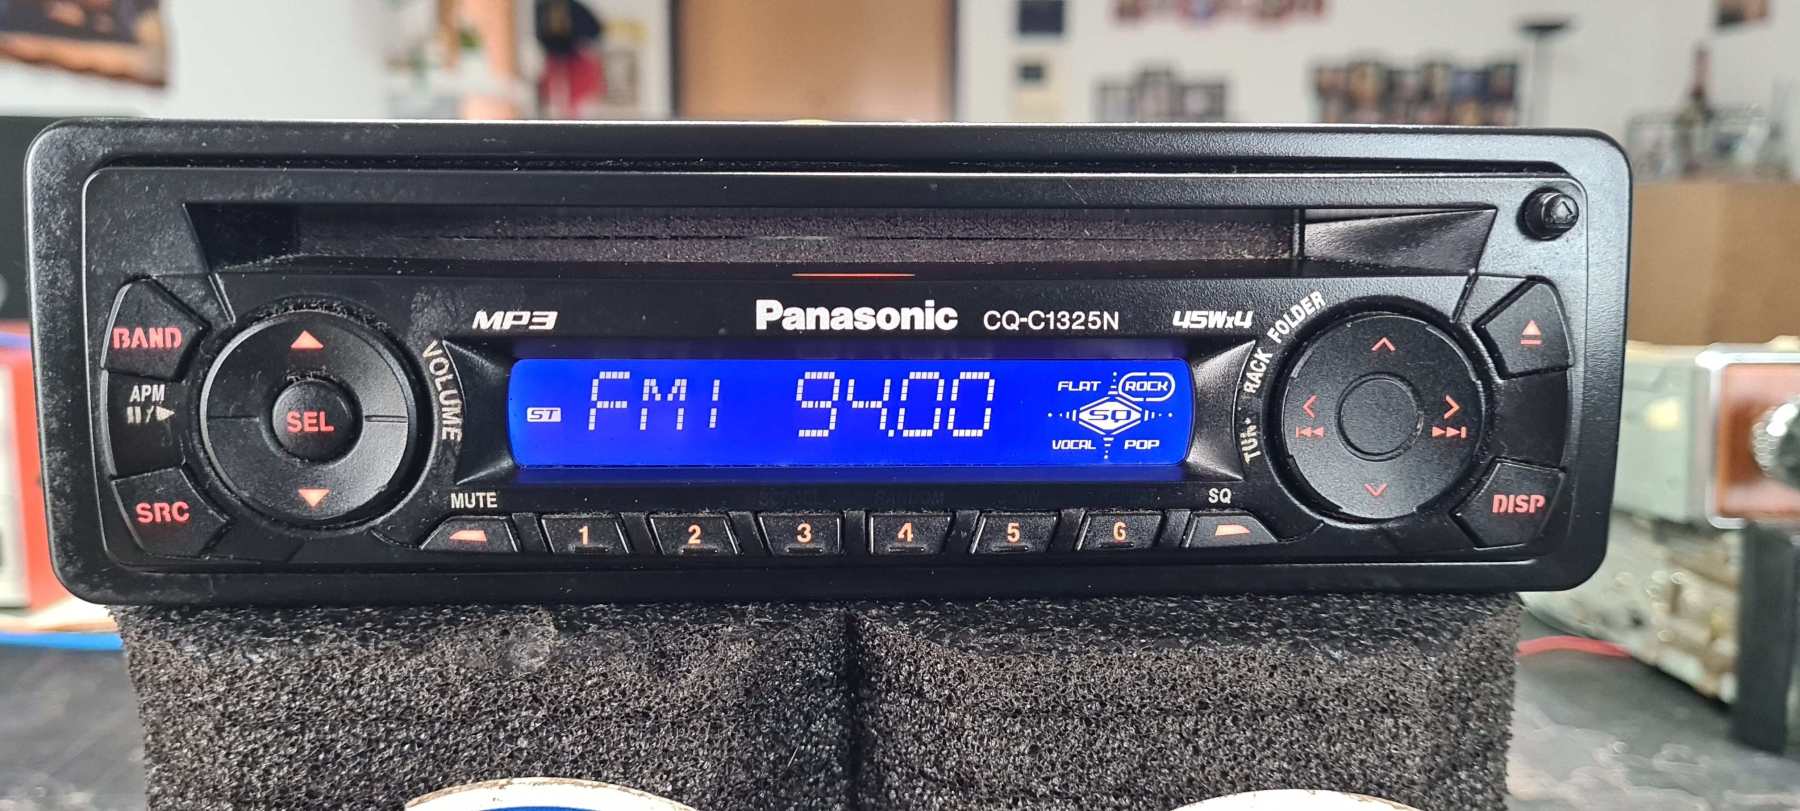 MP3 Panasonic CQ-C1325N 45Wx4
BAND
APM
SEL
SRC
VOLUME
ST FM1 94.00
FLAT ROCK
SQ
VOCAL POP
TRACK FOLDER
TUNE
DISP
MUTE
1 2 3 4 5 6
SQ